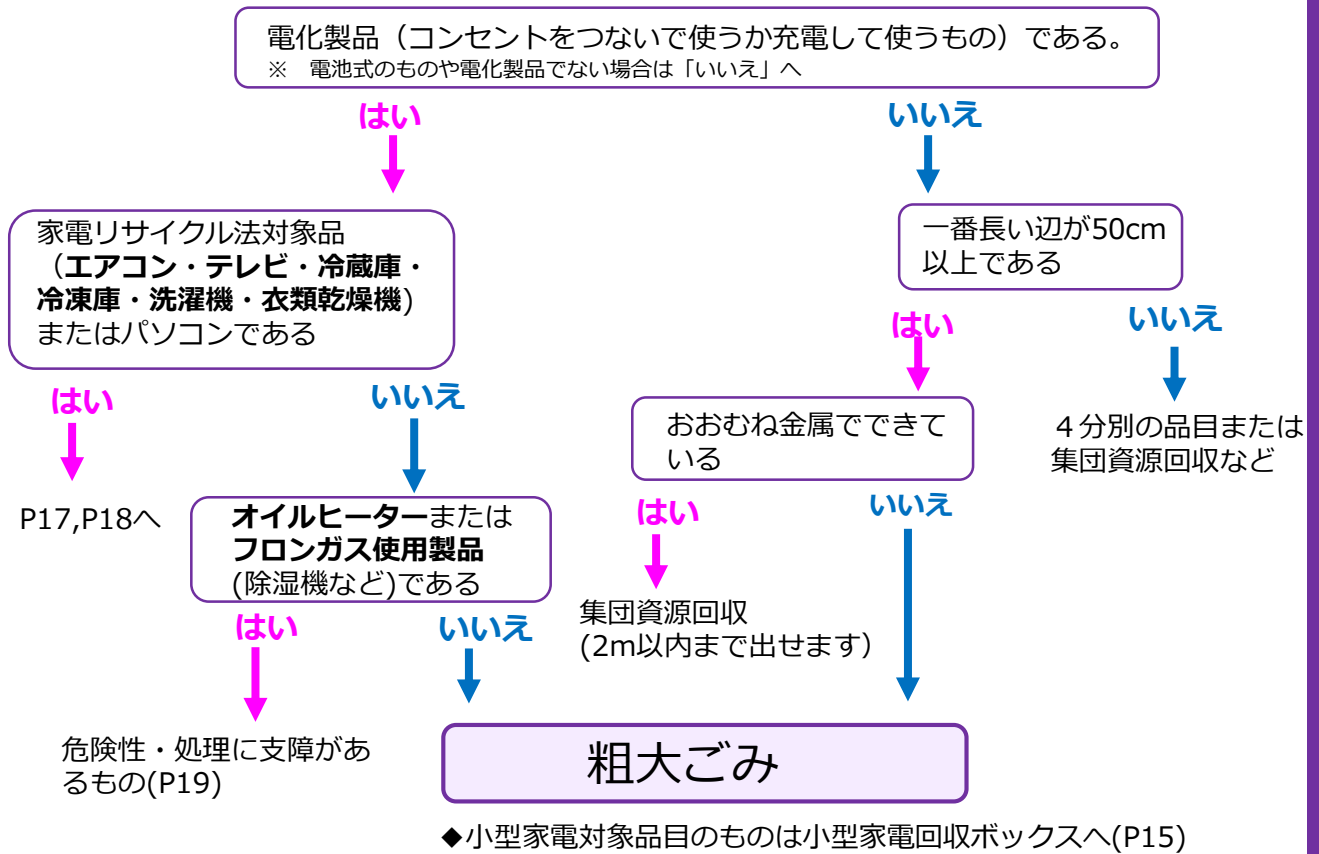 電化製品（コンセントをつないで使うか充電して使うもの）である。
※　電池式のものや電化製品でない場合は「いいえ」へ
はい
いいえ
家電リサイクル法対象品
（エアコン・テレビ・冷蔵庫・
冷凍庫・洗濯機・衣類乾燥機)
またはパソコンである
一番長い辺が50cm
以上である
はい
いいえ
はい
いいえ
おおむね金属でできて
いる
４分別の品目または
集団資源回収など
P17,P18へ
オイルヒーターまたは
フロンガス使用製品
(除湿機など)である
はい
いいえ
集団資源回収
(2m以内まで出せます）
はい
いいえ
危険性・処理に支障があ
るもの(P19)
粗大ごみ
◆小型家電対象品目のものは小型家電回収ボックスへ(P15)